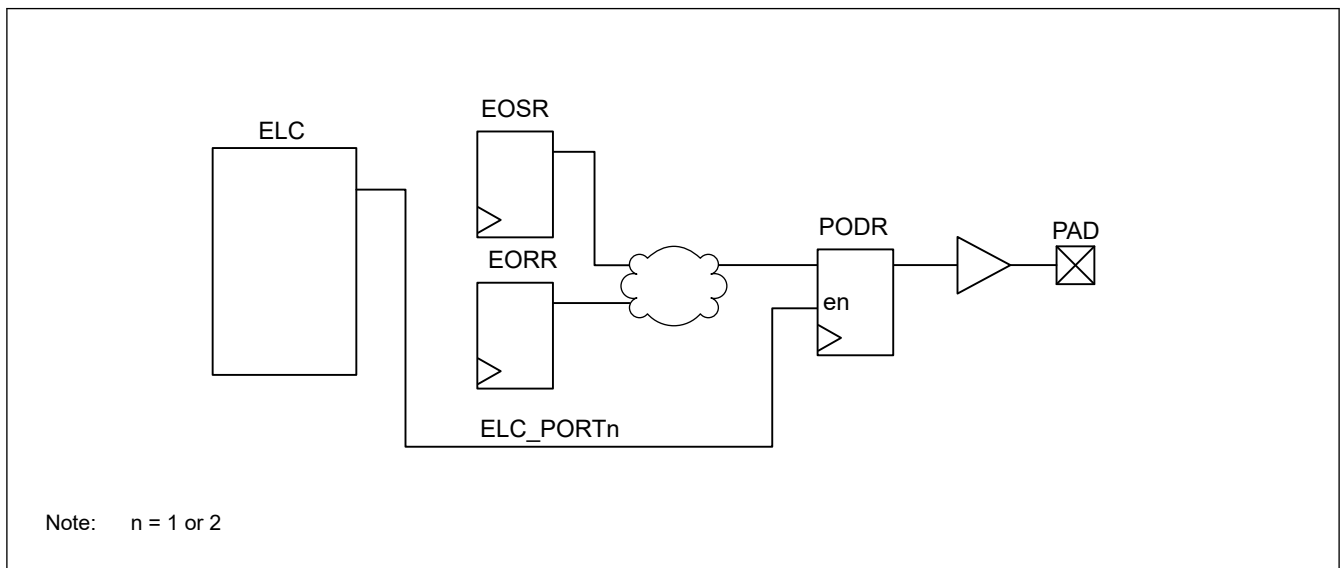 ELC
EOSR
EORR
PODR
en
PAD
ELC_PORTn
Note: n = 1 or 2